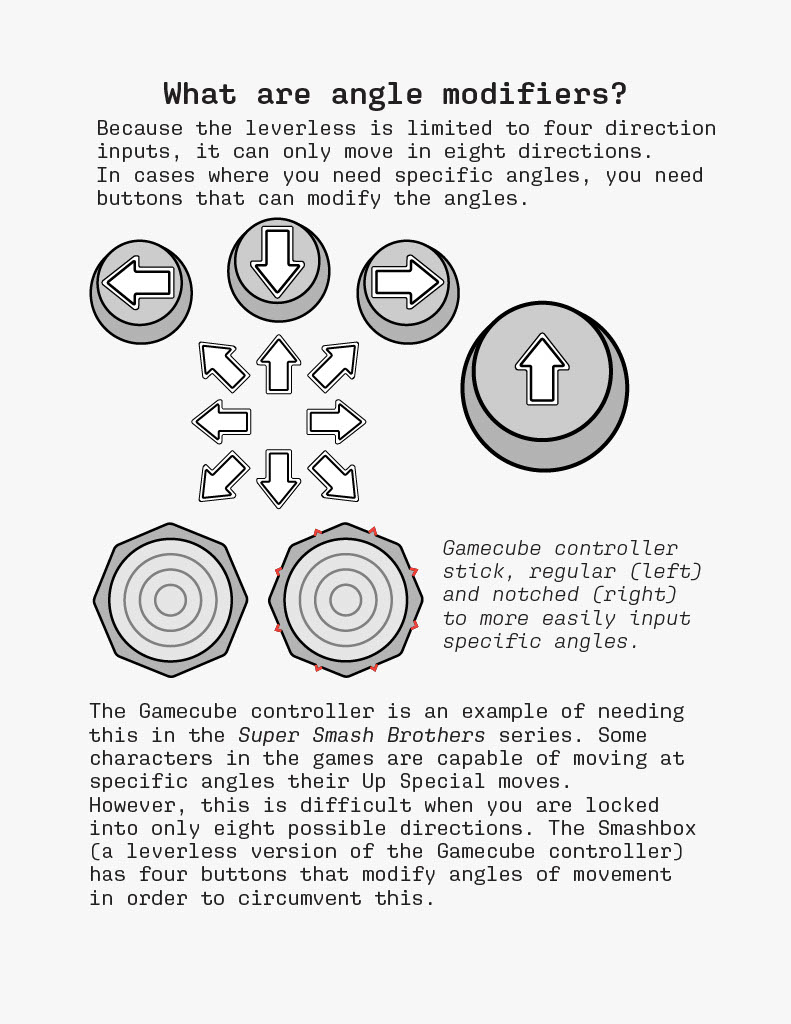 What are angle modifiers?
Because the leverless is limited to four direction
inputs, it can only move in eight directions.
In cases where you need specific angles, you need
buttons that can modify the angles.
Gamecube controller
stick, regular (left)
and notched (right)
to more easily input
specific angles.
The Gamecube controller is an example of needing
this in the Super Smash Brothers series. Some
characters in the games are capable of moving at
specific angles their Up Special moves.
However, this is difficult when you are locked
into only eight possible directions. The Smashbox
(a leverless version of the Gamecube controller)
has four buttons that modify angles of movement
in order to circumvent this.